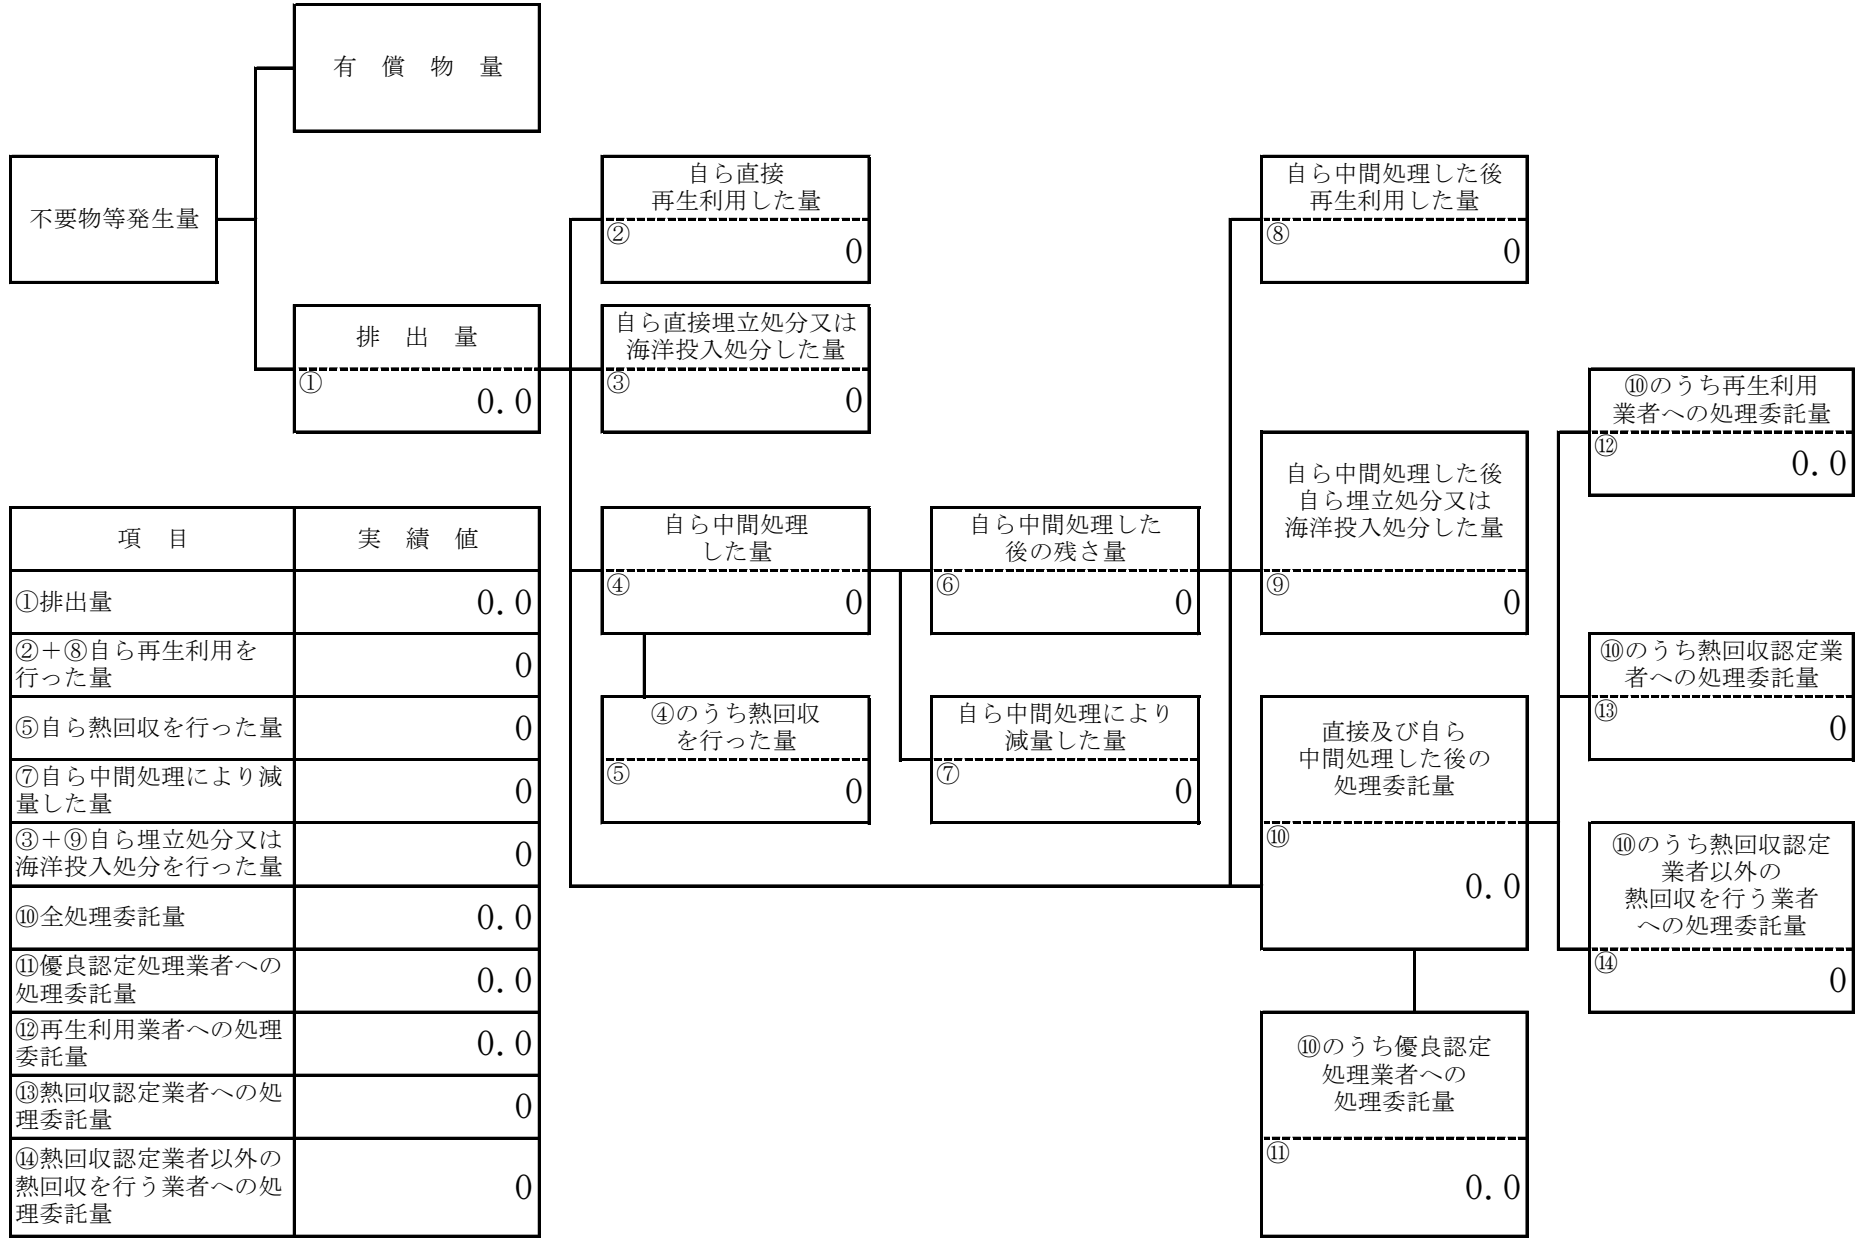 有 償 物 量
不要物等発生量
排 出 量
①
0.0
自ら直接
再生利用した量
②
0
自ら直接埋立処分又は
海洋投入処分した量
③
0
自ら中間処理
した量
④
0
④のうち熱回収
を行った量
⑤
0
自ら中間処理した
後の残さ量
⑥
0
自ら中間処理により
減量した量
⑦
0
自ら中間処理した後
再生利用した量
⑧
0
自ら中間処理した後
自ら埋立処分又は
海洋投入処分した量
⑨
0
直接及び自ら
中間処理した後の
処理委託量
⑩
0.0
⑩のうち優良認定
処理業者への
処理委託量
⑪
0.0
⑩のうち再生利用
業者への処理委託量
⑫
0.0
⑩のうち熱回収認定業
者への処理委託量
⑬
0
⑩のうち熱回収認定
業者以外の
熱回収を行う業者
への処理委託量
⑭
0
項 目 実 績 値
①排出量 0.0
②＋⑧自ら再生利用を
行った量 0
⑤自ら熱回収を行った量 0
⑦自ら中間処理により減
量した量 0
③＋⑨自ら埋立処分又は
海洋投入処分を行った量 0
⑩全処理委託量 0.0
⑪優良認定処理業者への
処理委託量 0.0
⑫再生利用業者への処理
委託量 0.0
⑬熱回収認定業者への処
理委託量 0
⑭熱回収認定業者以外の
熱回収を行う業者への処
理委託量 0